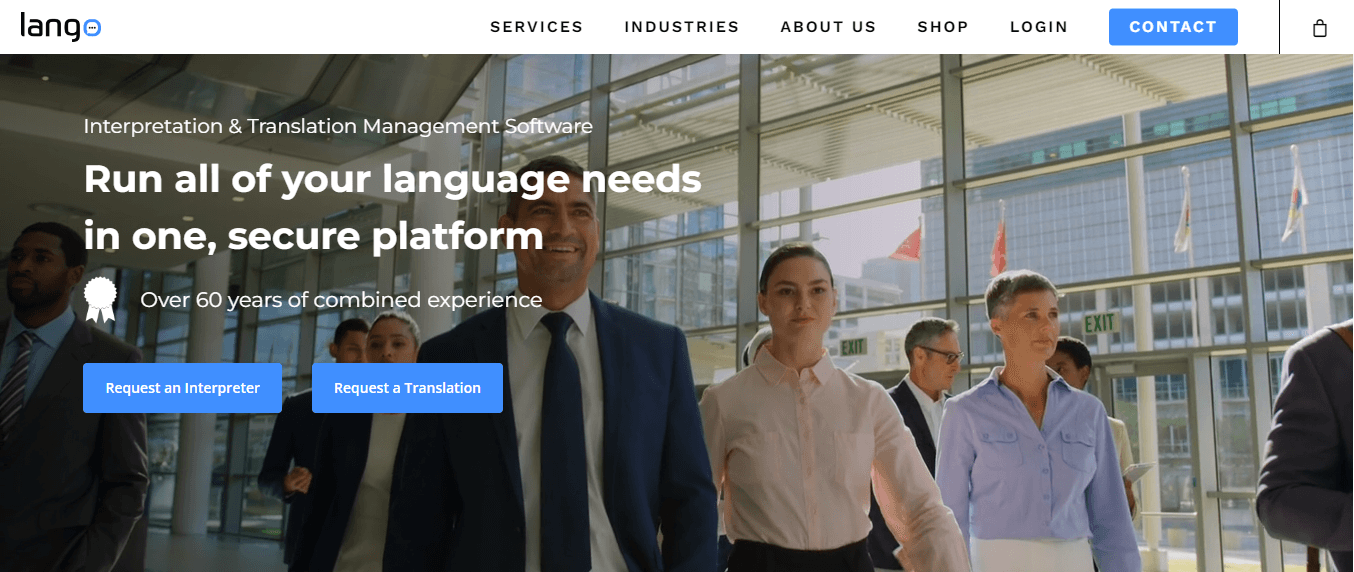 lango
SERVICES INDUSTRIES ABOUT US SHOP LOGIN CONTACT
Interpretation & Translation Management Software
Run all of your language needs
in one, secure platform
Over 60 years of combined experience
Request an Interpreter Request a Translation
EXIT
EXIT